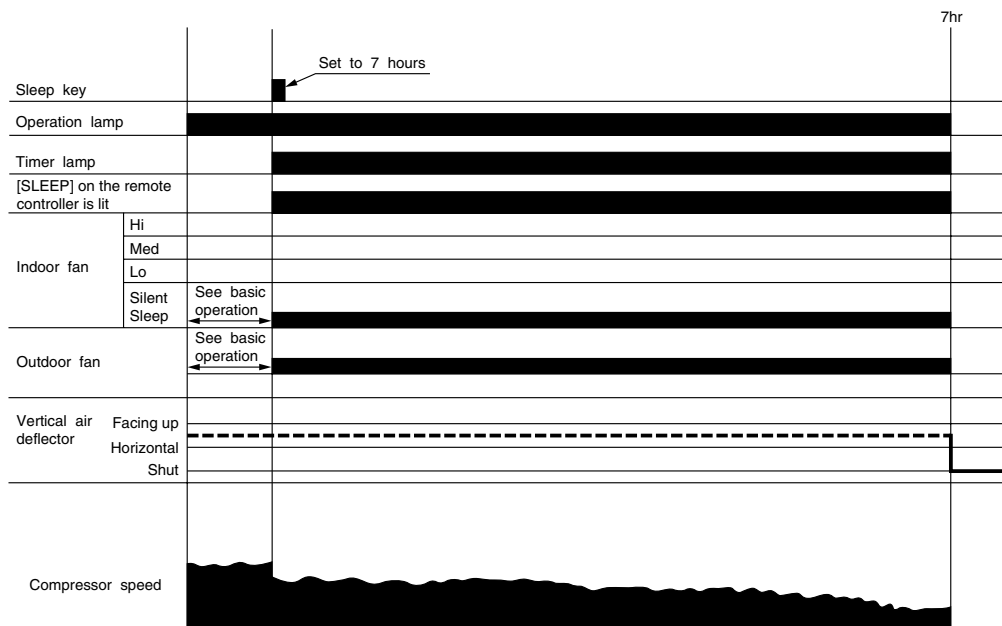 7hr
Set to 7 hours
Sleep key
Operation lamp
Timer lamp
[SLEEP] on the remote
controller is lit
Hi
Med
Indoor fan
Lo
Silent
Sleep
See basic
operation
See basic
operation
Outdoor fan
Vertical air
deflector
Facing up
Horizontal
Shut
Compressor speed